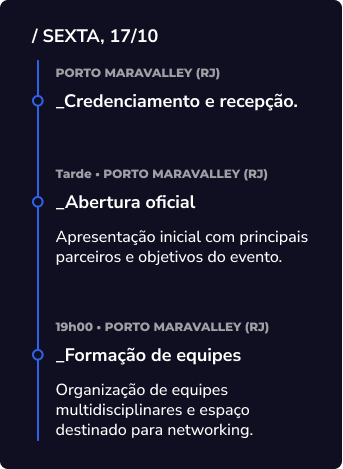 / SEXTA, 17/10
PORTO MARAVALLEY (RJ)
_Credenciamento e recepção.
Tarde • PORTO MARAVALLEY (RJ)
_Abertura oficial
Apresentação inicial com principais
parceiros e objetivos do evento.
19h00 • PORTO MARAVALLEY (RJ)
_Formação de equipes
Organização de equipes
multidisciplinares e espaço
destinado para networking.